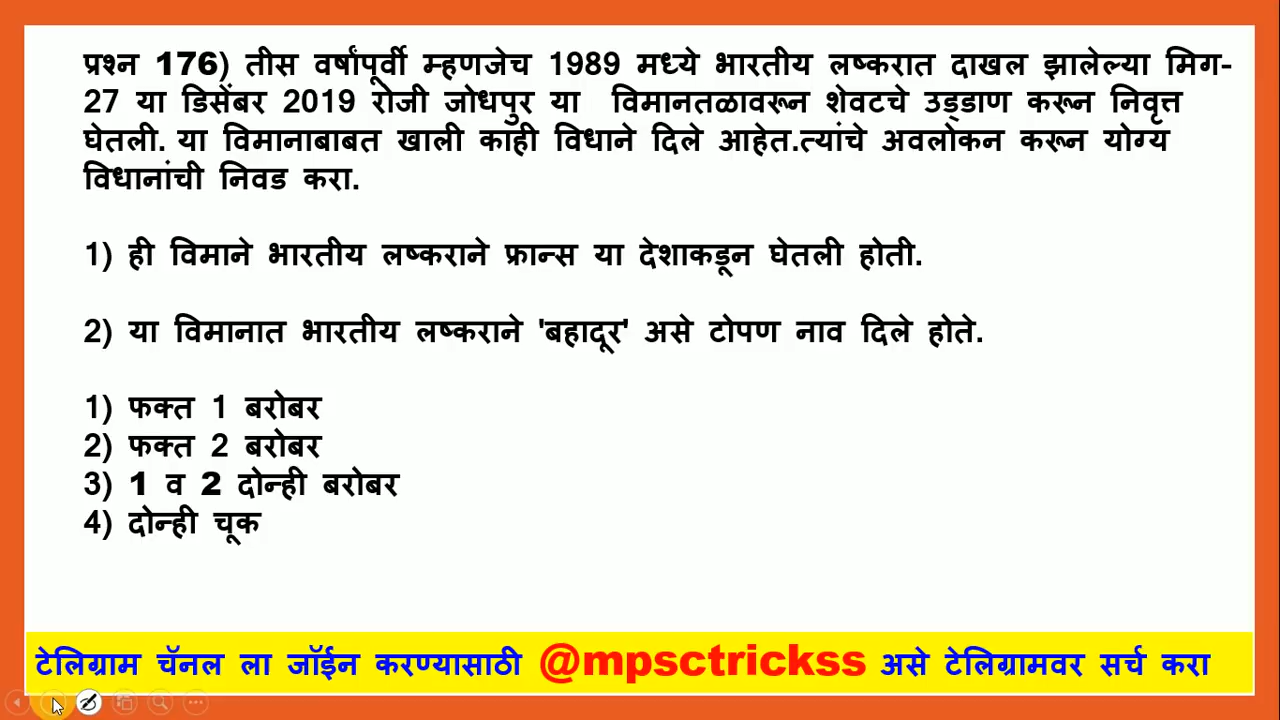 प्रश्न 176) तीस वर्षांपूर्वी म्हणजेच 1989 मध्ये भारतीय लष्करात दाखल झालेल्या मिग-
27 या डिसेंबर 2019 रोजी जोधपुर या विमानतळावरून शेवटचे उड्डाण करून निवृत्त
घेतली. या विमानाबाबत खाली काही विधाने दिले आहेत.त्यांचे अवलोकन करून योग्य
विधानांची निवड करा.
1) ही विमाने भारतीय लष्कराने फ्रान्स या देशाकडून घेतली होती.
2) या विमानात भारतीय लष्कराने 'बहादूर' असे टोपण नाव दिले होते.
1) फक्त 1 बरोबर
2) फक्त 2 बरोबर
3) 1 व 2 दोन्ही बरोबर
4) दोन्ही चूक
टेलिग्राम चॅनल ला जॉईन करण्यासाठी @mpsctrickss असे टेलिग्रामवर सर्च करा